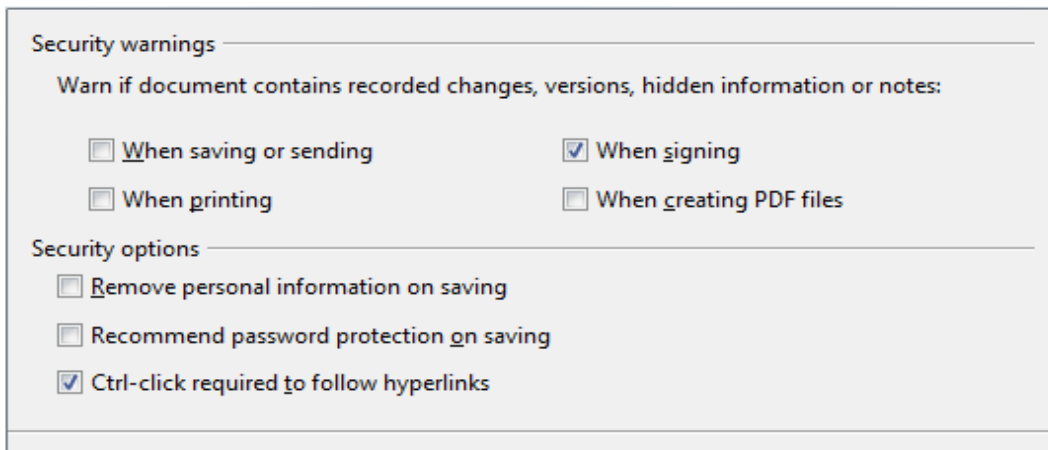 Security warnings
Warn if document contains recorded changes, versions, hidden information or notes:
When saving or sending
When signing
When printing
When creating PDF files
Security options
Remove personal information on saving
Recommend password protection on saving
Ctrl-click required to follow hyperlinks